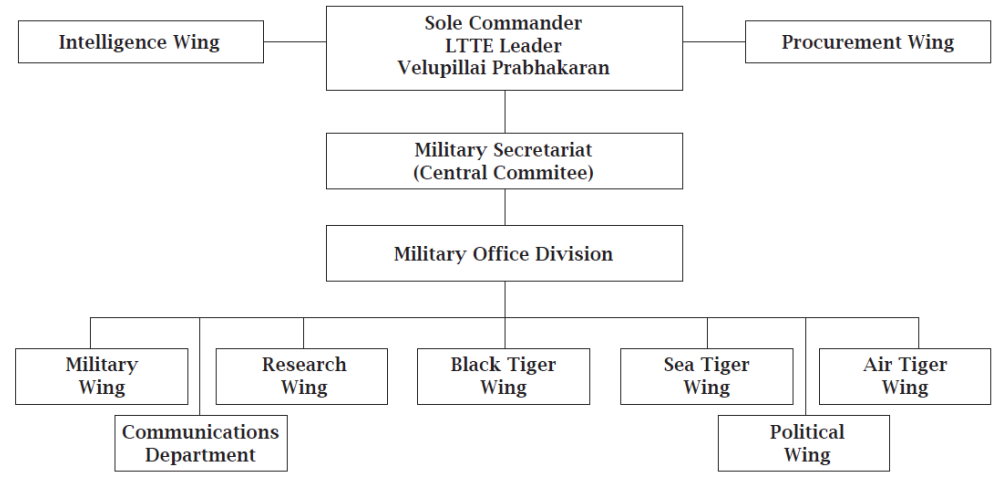 Intelligence Wing
Sole Commander
LTTE Leader
Velupillai Prabhakaran
Procurement Wing
Military Secretariat
(Central Commitee)
Military Office Division
Military
Wing
Research
Wing
Black Tiger
Wing
Sea Tiger
Wing
Air Tiger
Wing
Communications
Department
Political
Wing